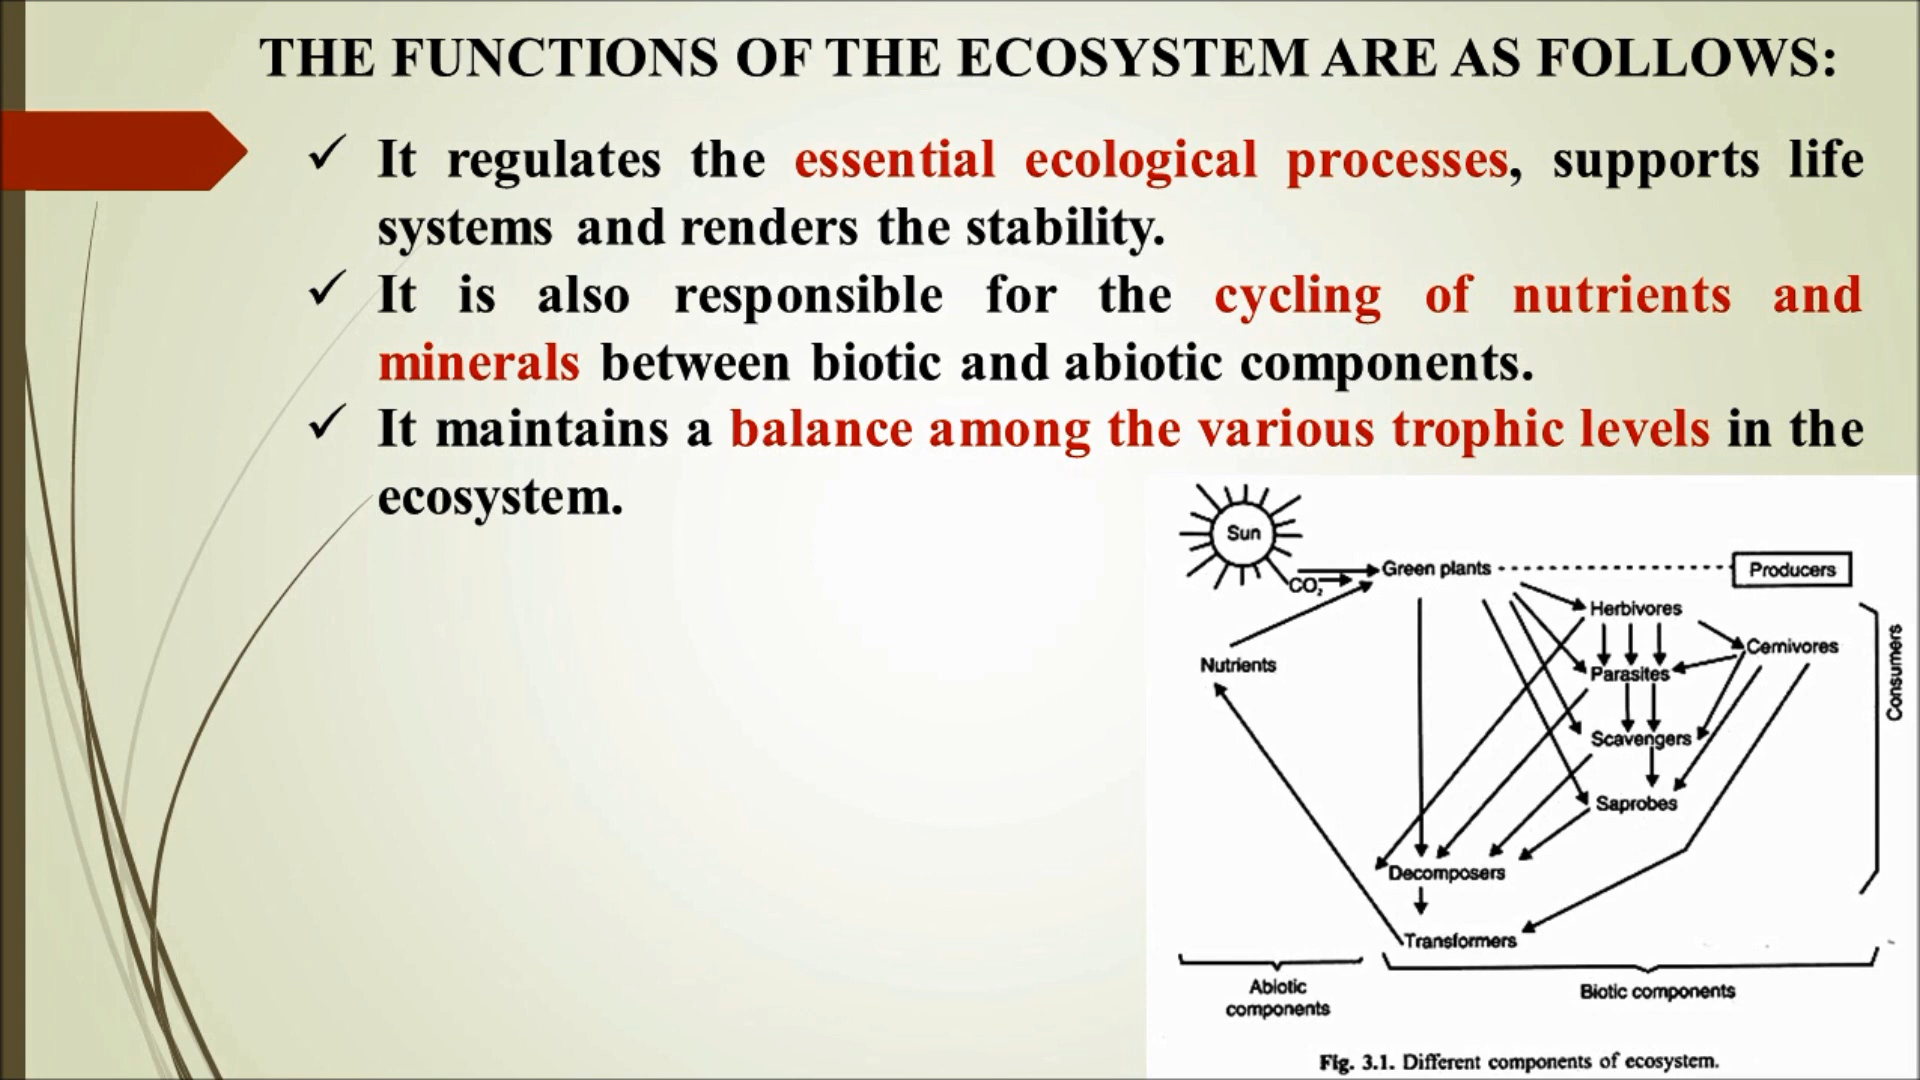 THE FUNCTIONS OF THE ECOSYSTEM ARE AS FOLLOWS:
✓ It regulates the essential ecological processes, supports life
systems and renders the stability.
✓ It is also responsible for the cycling of nutrients and
minerals between biotic and abiotic components.
✓ It maintains a balance among the various trophic levels in the
ecosystem.
Sun
CO₂
Green plants
Producers
Herbivores
Cernivores
Consumers
Nutrients
Parasites
Scavengers
Saprobes
Decomposers
Transformers
Abiotic
components
Biotic components
Fig. 3.1. Different components of ecosystem.